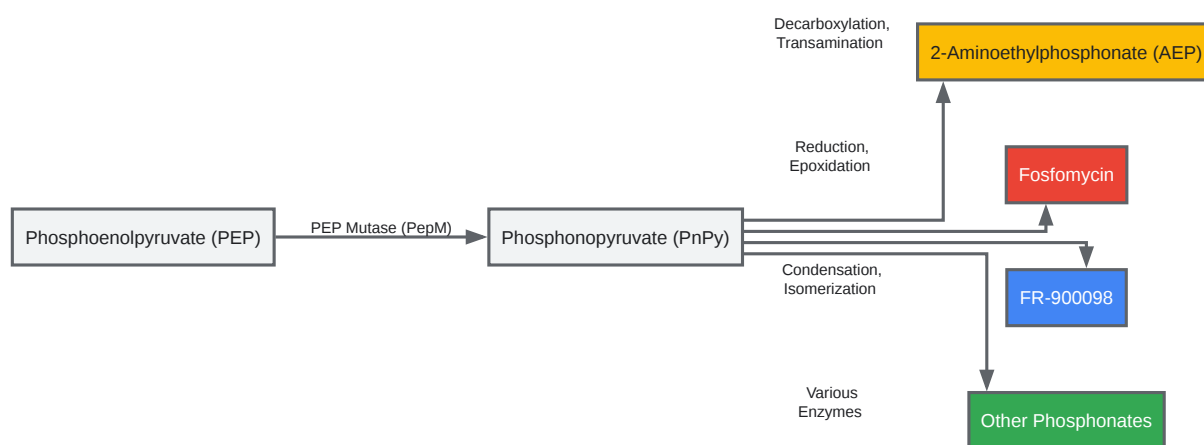 Decarboxylation,
Transamination
2-Aminoethylphosphonate (AEP)
Reduction,
Epoxidation
Fosfomycin
Phosphoenolpyruvate (PEP)
PEP Mutase (PepM)
Phosphonopyruvate (PnPy)
Condensation,
Isomerization
FR-900098
Various
Enzymes
Other Phosphonates